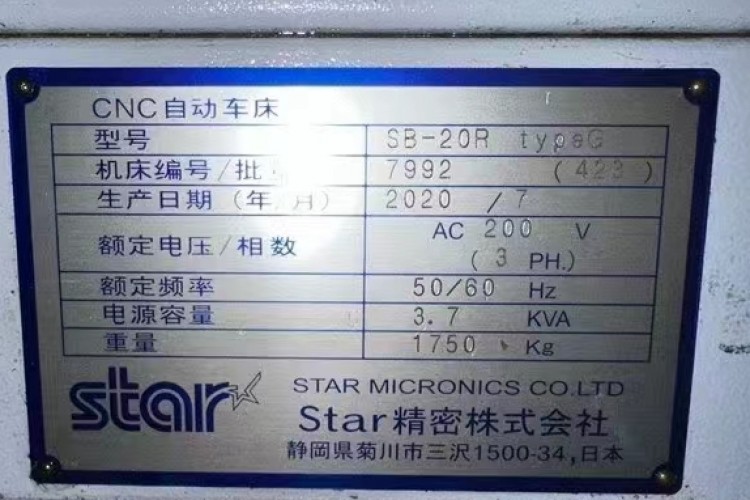 CNC自动车床
型号 SB-20R typeG
机床编号/批 7992 (423)
生产日期(年/月) 2020 / 7
额定电压/相数 AC 200 V
(3 PH.)
额定频率 50/60 Hz
电源容量 3.7 KVA
重量 1750 Kg
star STAR MICRONICS CO.LTD
Star精密株式会社
静岡県菊川市三沢1500-34,日本